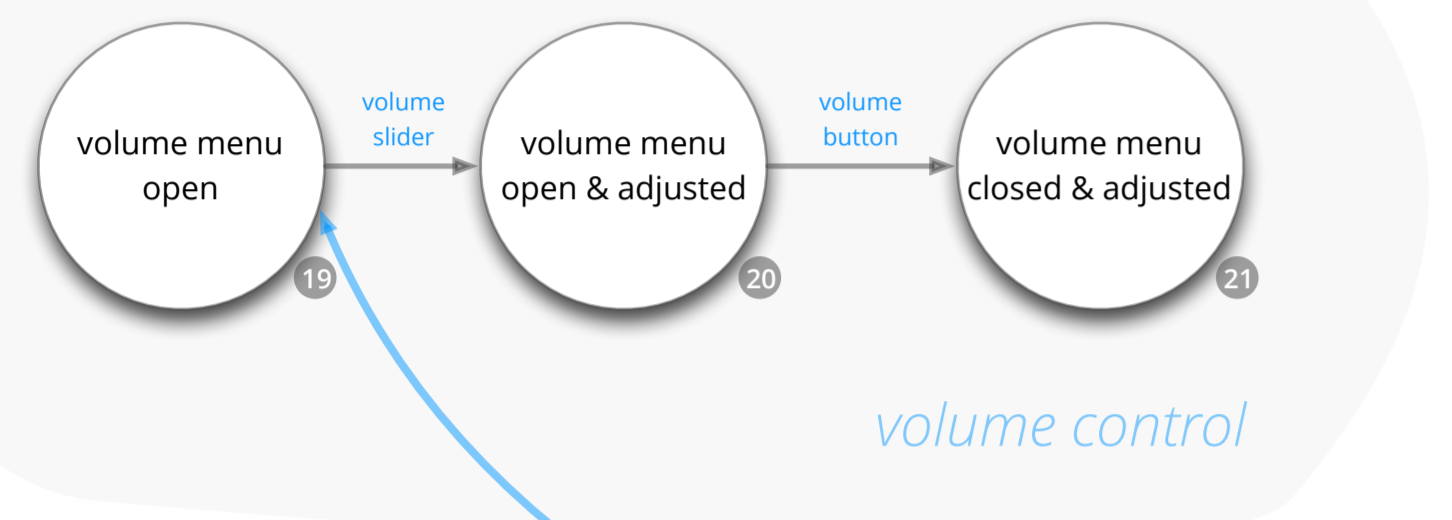 volume menu
open
19
volume
slider
volume menu
open & adjusted
20
volume
button
volume menu
closed & adjusted
21
volume control